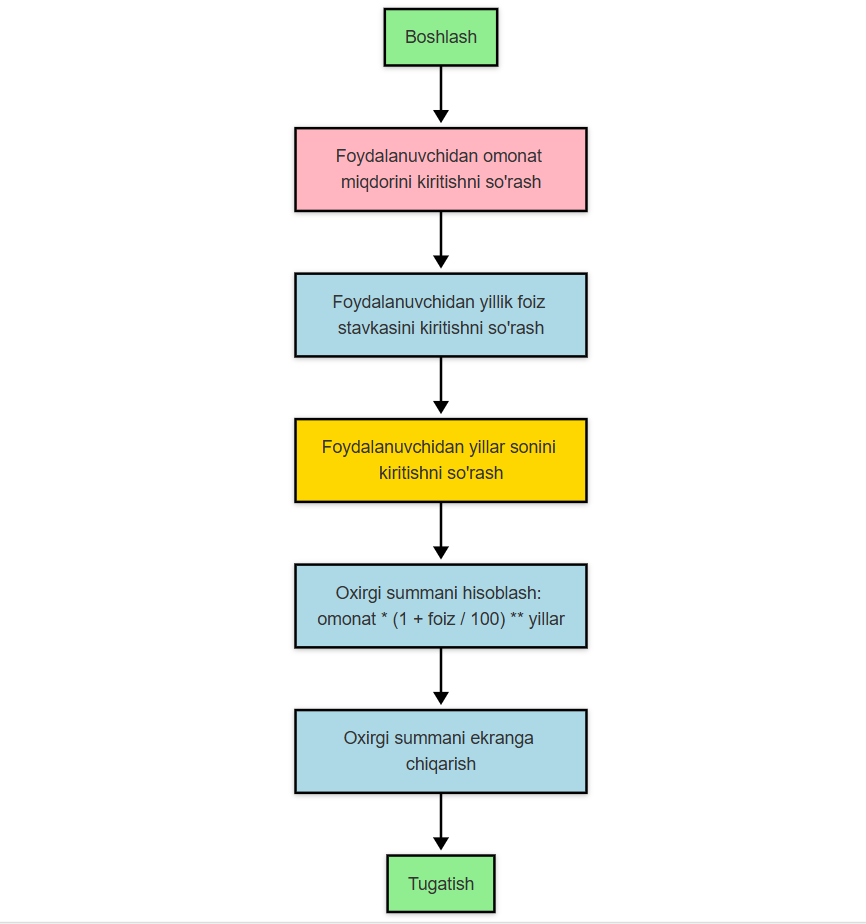 Boshlash
Foydalanuvchidan omonat
miqdorini kiritishni so'rash
Foydalanuvchidan yillik foiz
stavkasini kiritishni so'rash
Foydalanuvchidan yillar sonini
kiritishni so'rash
Oxirgi summani hisoblash:
omonat * (1 + foiz / 100) ** yillar
Oxirgi summani ekranga
chiqarish
Tugatish